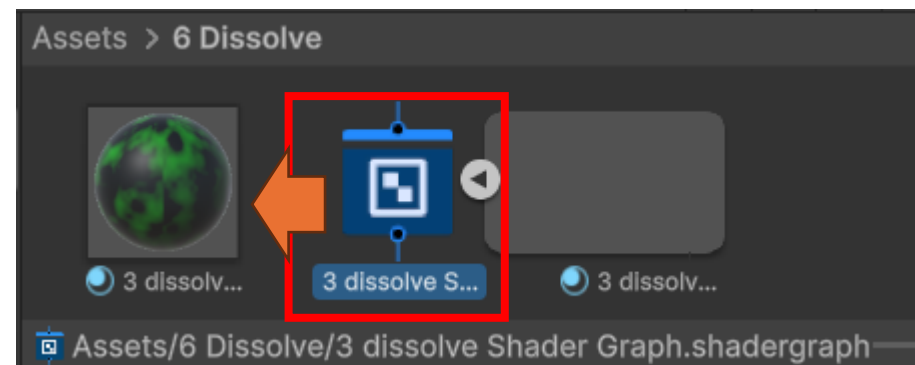 Assets > 6 Dissolve
3 dissolv...
3 dissolve S...
3 dissolv...
Assets/6 Dissolve/3 dissolve Shader Graph.shadergraph